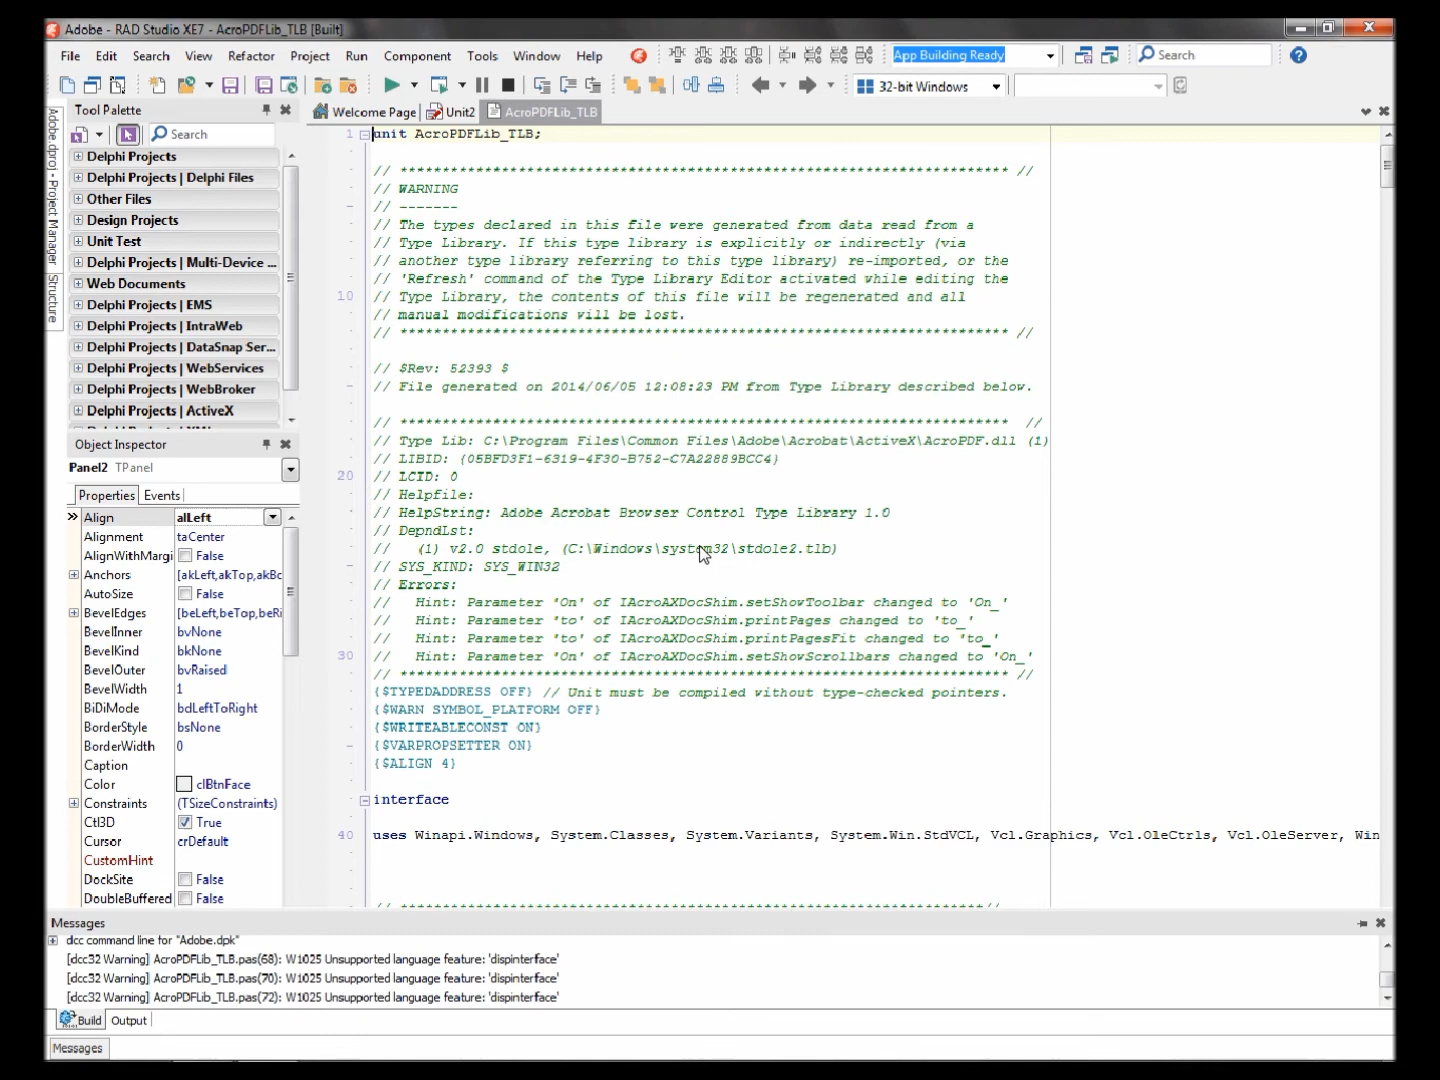 Adobe - RAD Studio XE7 - AcroPDFLib_TLB [Built]
File Edit Search View Refactor Project Run Component Tools Window Help
App Building Ready
Search
32-bit Windows
Tool Palette
Welcome Page Unit2 AcroPDFLib_TLB
Adobe.dproj - Project Manager
Structure
Search
Delphi Projects
Delphi Projects | Delphi Files
Other Files
Design Projects
Unit Test
Delphi Projects | Multi-Device ...
Web Documents
Delphi Projects | EMS
Delphi Projects | IntraWeb
Delphi Projects | DataSnap Ser...
Delphi Projects | WebServices
Delphi Projects | WebBroker
Delphi Projects | ActiveX
Object Inspector
Panel2 TPanel
Properties Events
Align alLeft
Alignment taCenter
AlignWithMargi False
Anchors [akLeft,akTop,akBc
AutoSize False
BevelEdges [beLeft,beTop,beRi
BevelInner bvNone
BevelKind bkNone
BevelOuter bvRaised
BevelWidth 1
BiDiMode bdLeftToRight
BorderStyle bsNone
BorderWidth 0
Caption
Color clBtnFace
Constraints (TSizeConstraints)
Ctl3D True
Cursor crDefault
CustomHint
DockSite False
DoubleBuffered False
1 unit AcroPDFLib_TLB;
// ************************************************************************ //
// WARNING
// -------
// The types declared in this file were generated from data read from a
// Type Library. If this type library is explicitly or indirectly (via
// another type library referring to this type library) re-imported, or the
// 'Refresh' command of the Type Library Editor activated while editing the
10 // Type Library, the contents of this file will be regenerated and all
// manual modifications will be lost.
// ************************************************************************ //
// $Rev: 52393 $
// File generated on 2014/06/05 12:08:23 PM from Type Library described below.
// ************************************************************************  //
// Type Lib: C:\Program Files\Common Files\Adobe\Acrobat\ActiveX\AcroPDF.dll (1)
// LIBID: {05BFD3F1-6319-4F30-B752-C7A22889BCC4}
20 // LCID: 0
// Helpfile:
// HelpString: Adobe Acrobat Browser Control Type Library 1.0
// DepndLst:
//   (1) v2.0 stdole, (C:\Windows\system32\stdole2.tlb)
// SYS_KIND: SYS_WIN32
// Errors:
//   Hint: Parameter 'On' of IAcroAXDocShim.setShowToolbar changed to 'On_'
//   Hint: Parameter 'to' of IAcroAXDocShim.printPages changed to 'to_'
//   Hint: Parameter 'to' of IAcroAXDocShim.printPagesFit changed to 'to_'
30 //   Hint: Parameter 'On' of IAcroAXDocShim.setShowScrollbars changed to 'On_'
// ************************************************************************ //
{$TYPEDADDRESS OFF} // Unit must be compiled without type-checked pointers.
{$WARN SYMBOL_PLATFORM OFF}
{$WRITEABLECONST ON}
{$VARPROPSETTER ON}
{$ALIGN 4}
interface
40 uses Winapi.Windows, System.Classes, System.Variants, System.Win.StdVCL, Vcl.Graphics, Vcl.OleCtrls, Vcl.OleServer, Win
// *********************************************************************//
Messages
dcc command line for "Adobe.dpk"
[dcc32 Warning] AcroPDFLib_TLB.pas(68): W1025 Unsupported language feature: 'dispinterface'
[dcc32 Warning] AcroPDFLib_TLB.pas(70): W1025 Unsupported language feature: 'dispinterface'
[dcc32 Warning] AcroPDFLib_TLB.pas(72): W1025 Unsupported language feature: 'dispinterface'
Build Output
Messages